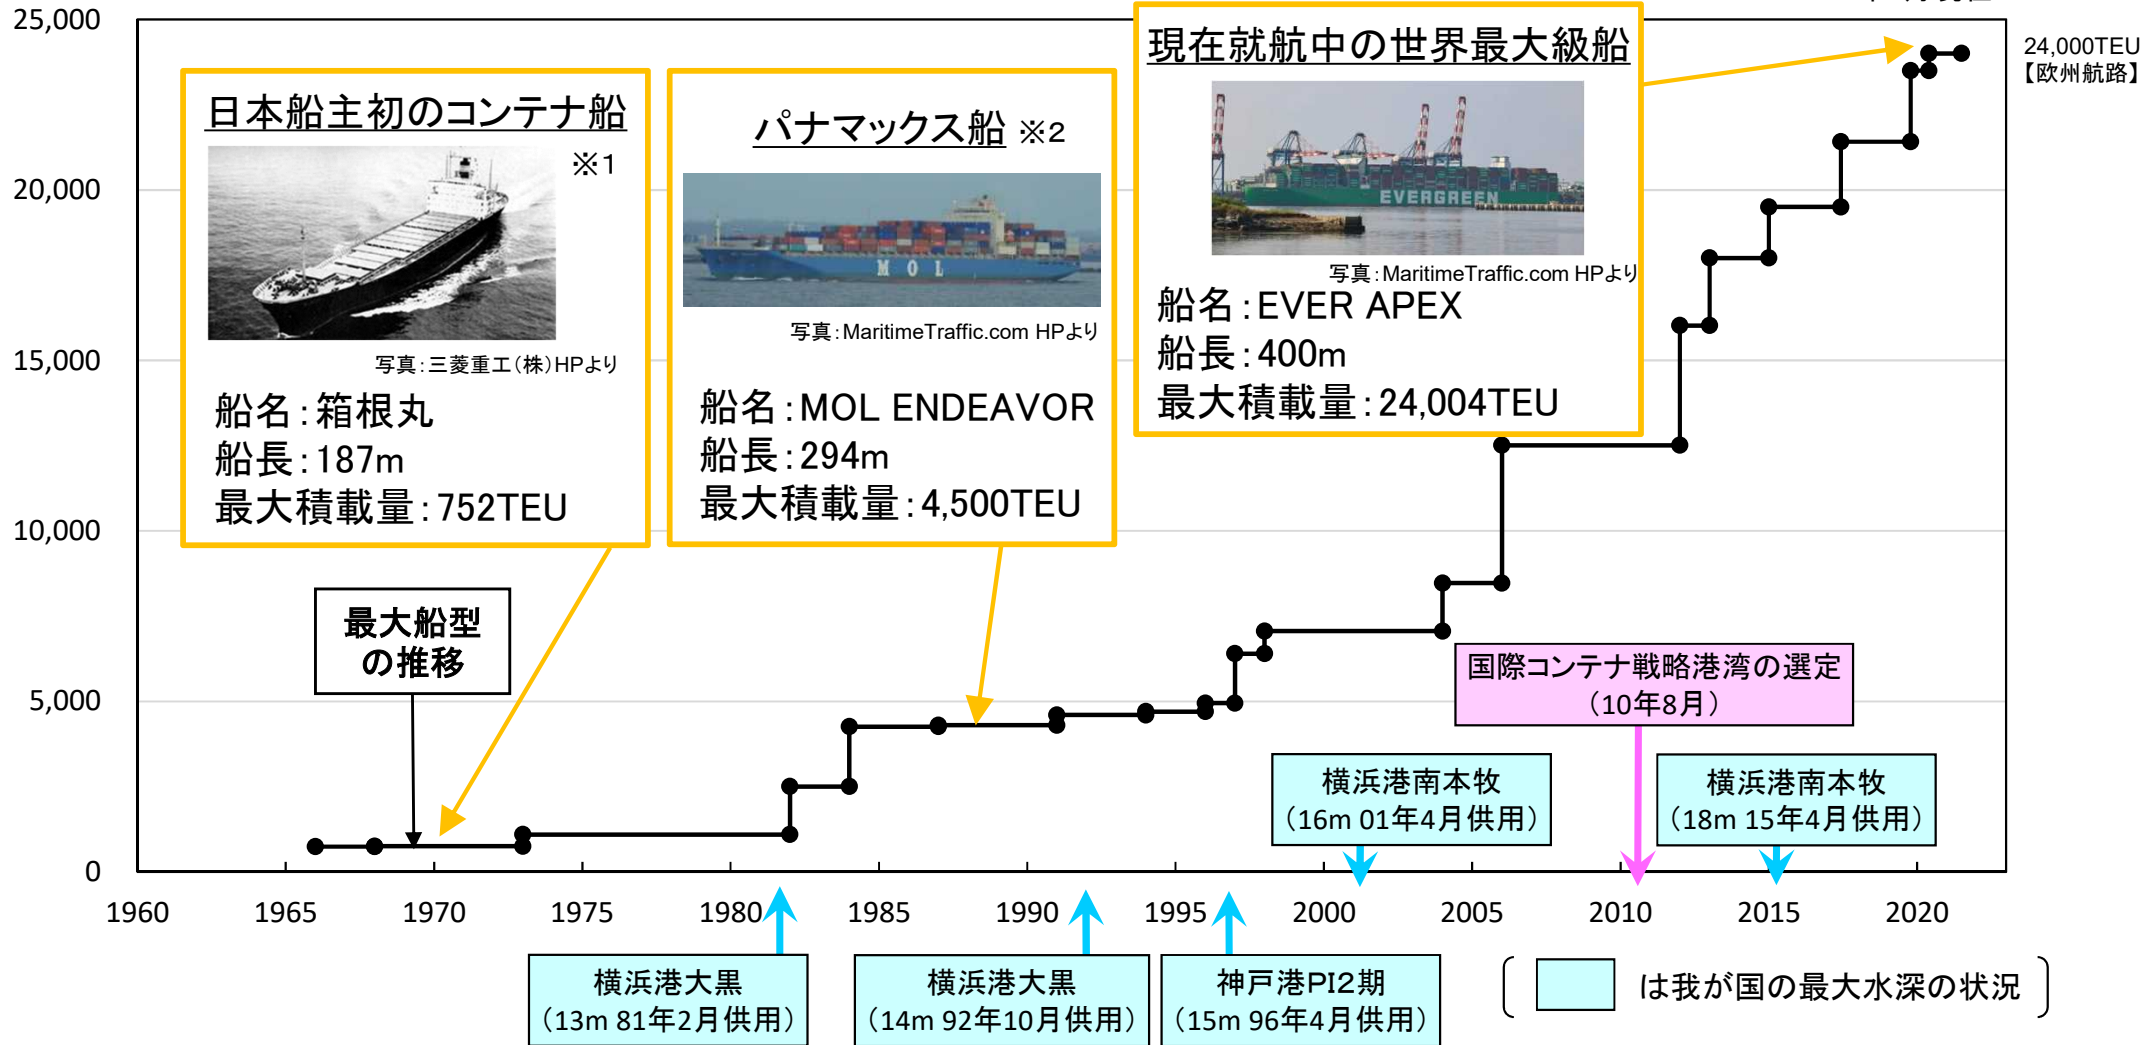 25,000
20,000
15,000
10,000
5,000
0
日本船主初のコンテナ船
※1
写真：三菱重工（株）HPより
船名：箱根丸
船長：187m
最大積載量：752TEU
パナマックス船 ※2
MOL
写真：MaritimeTraffic.com HPより
船名：MOL ENDEAVOR
船長：294m
最大積載量：4,500TEU
現在就航中の世界最大級船
EVERGREEN
写真：MaritimeTraffic.com HPより
船名：EVER APEX
船長：400m
最大積載量：24,004TEU
24,000TEU
【欧州航路】
最大船型
の推移
国際コンテナ戦略港湾の選定
（10年8月）
横浜港南本牧
（16m 01年4月供用）
横浜港南本牧
（18m 15年4月供用）
1960
1965
1970
1975
1980
1985
1990
1995
2000
2005
2010
2015
2020
横浜港大黒
（13m 81年2月供用）
横浜港大黒
（14m 92年10月供用）
神戸港PI2期
（15m 96年4月供用）
は我が国の最大水深の状況